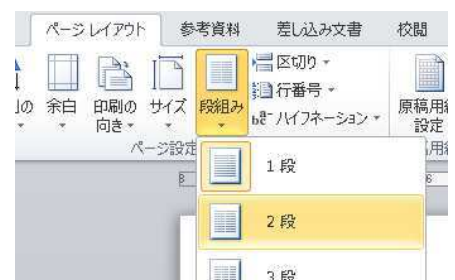 ページ レイアウト 参考資料 差し込み文書 校閲
余白 印刷の向き サイズ 段組み 区切り 原稿用紙設定
行番号
ハイフネーション
ページ設定
1 段
2 段
3 段